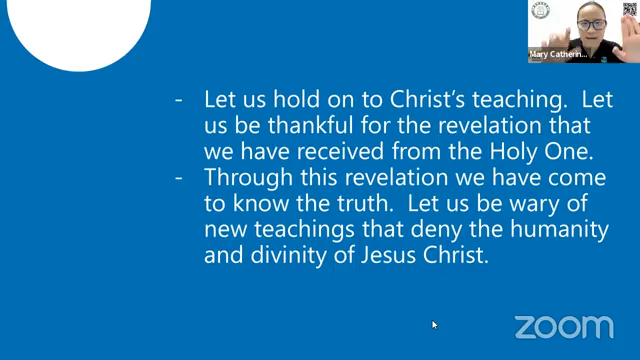 Mary Catherin...
- Let us hold on to Christ's teaching. Let
us be thankful for the revelation that
we have received from the Holy One.
- Through this revelation we have come
to know the truth. Let us be wary of
new teachings that deny the humanity
and divinity of Jesus Christ.
zoom